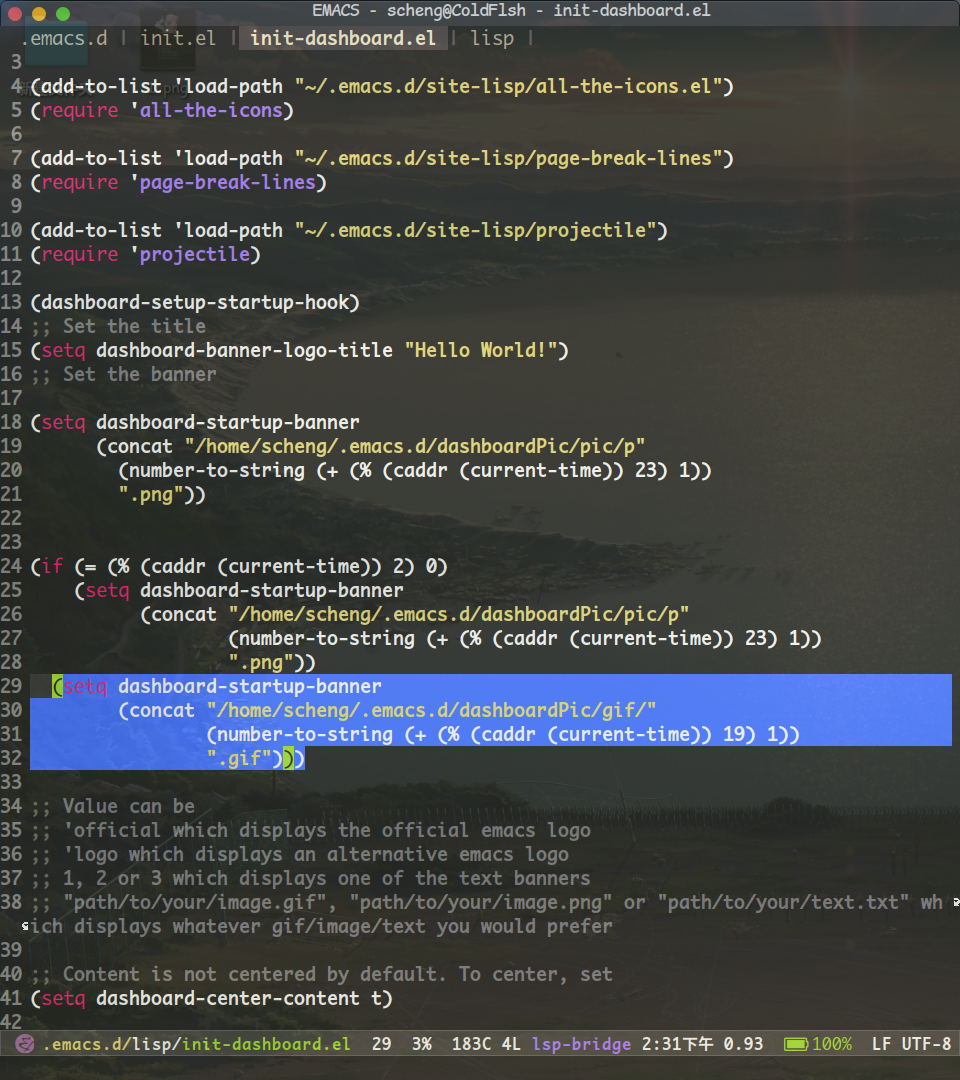 EMACS - scheng@ColdFlsh - init-dashboard.el
.emacs.d | init.el | init-dashboard.el | lisp |
3
4 (add-to-list 'load-path "~/.emacs.d/site-lisp/all-the-icons.el")
5 (require 'all-the-icons)
6
7 (add-to-list 'load-path "~/.emacs.d/site-lisp/page-break-lines")
8 (require 'page-break-lines)
9
10 (add-to-list 'load-path "~/.emacs.d/site-lisp/projectile")
11 (require 'projectile)
12
13 (dashboard-setup-startup-hook)
14 ;; Set the title
15 (setq dashboard-banner-logo-title "Hello World!")
16 ;; Set the banner
17
18 (setq dashboard-startup-banner
19       (concat "/home/scheng/.emacs.d/dashboardPic/pic/p"
20         (number-to-string (+ (% (caddr (current-time)) 23) 1))
21         ".png"))
22
23
24 (if (= (% (caddr (current-time)) 2) 0)
25     (setq dashboard-startup-banner
26           (concat "/home/scheng/.emacs.d/dashboardPic/pic/p"
27                   (number-to-string (+ (% (caddr (current-time)) 23) 1))
28                   ".png"))
29   (setq dashboard-startup-banner
30         (concat "/home/scheng/.emacs.d/dashboardPic/gif/"
31                 (number-to-string (+ (% (caddr (current-time)) 19) 1))
32                 ".gif")))
33
34 ;; Value can be
35 ;; 'official which displays the official emacs logo
36 ;; 'logo which displays an alternative emacs logo
37 ;; 1, 2 or 3 which displays one of the text banners
38 ;; "path/to/your/image.gif", "path/to/your/image.png" or "path/to/your/text.txt" wh
ich displays whatever gif/image/text you would prefer
39
40 ;; Content is not centered by default. To center, set
41 (setq dashboard-center-content t)
42
.emacs.d/lisp/init-dashboard.el 29 3% 183C 4L lsp-bridge 2:31下午 0.93 100% LF UTF-8